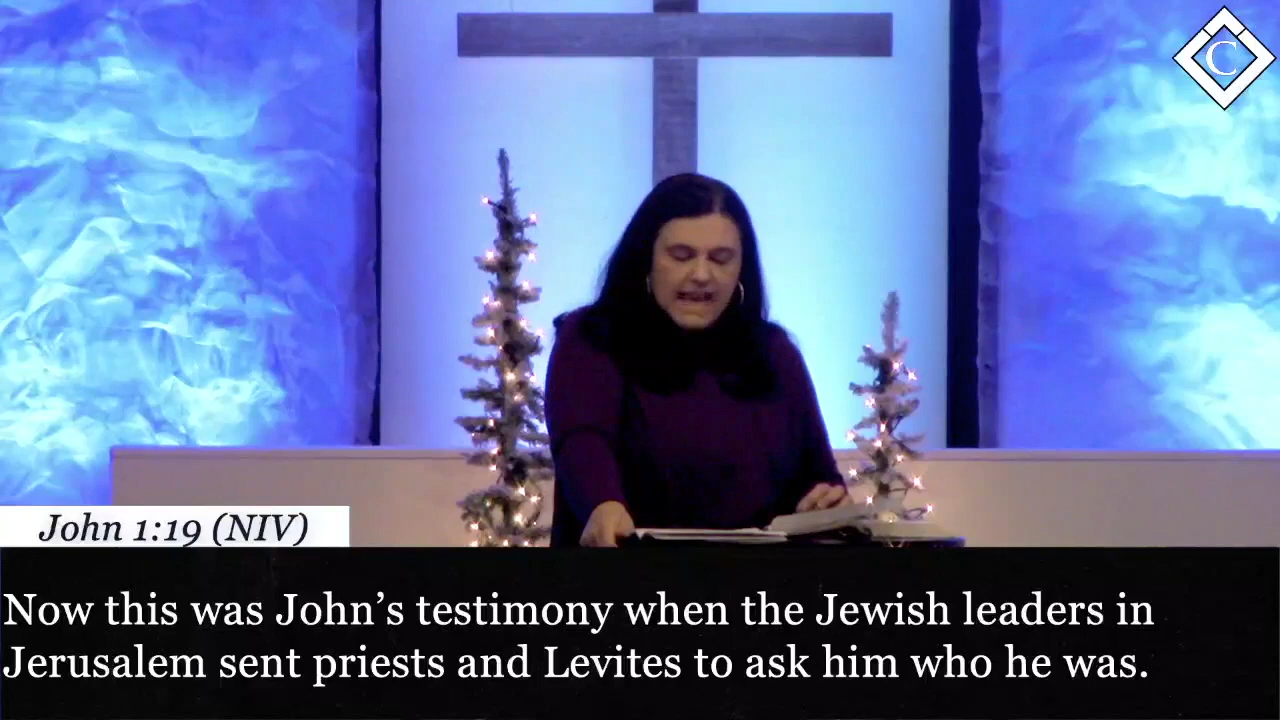 C
John 1:19 (NIV)
Now this was John’s testimony when the Jewish leaders in
Jerusalem sent priests and Levites to ask him who he was.